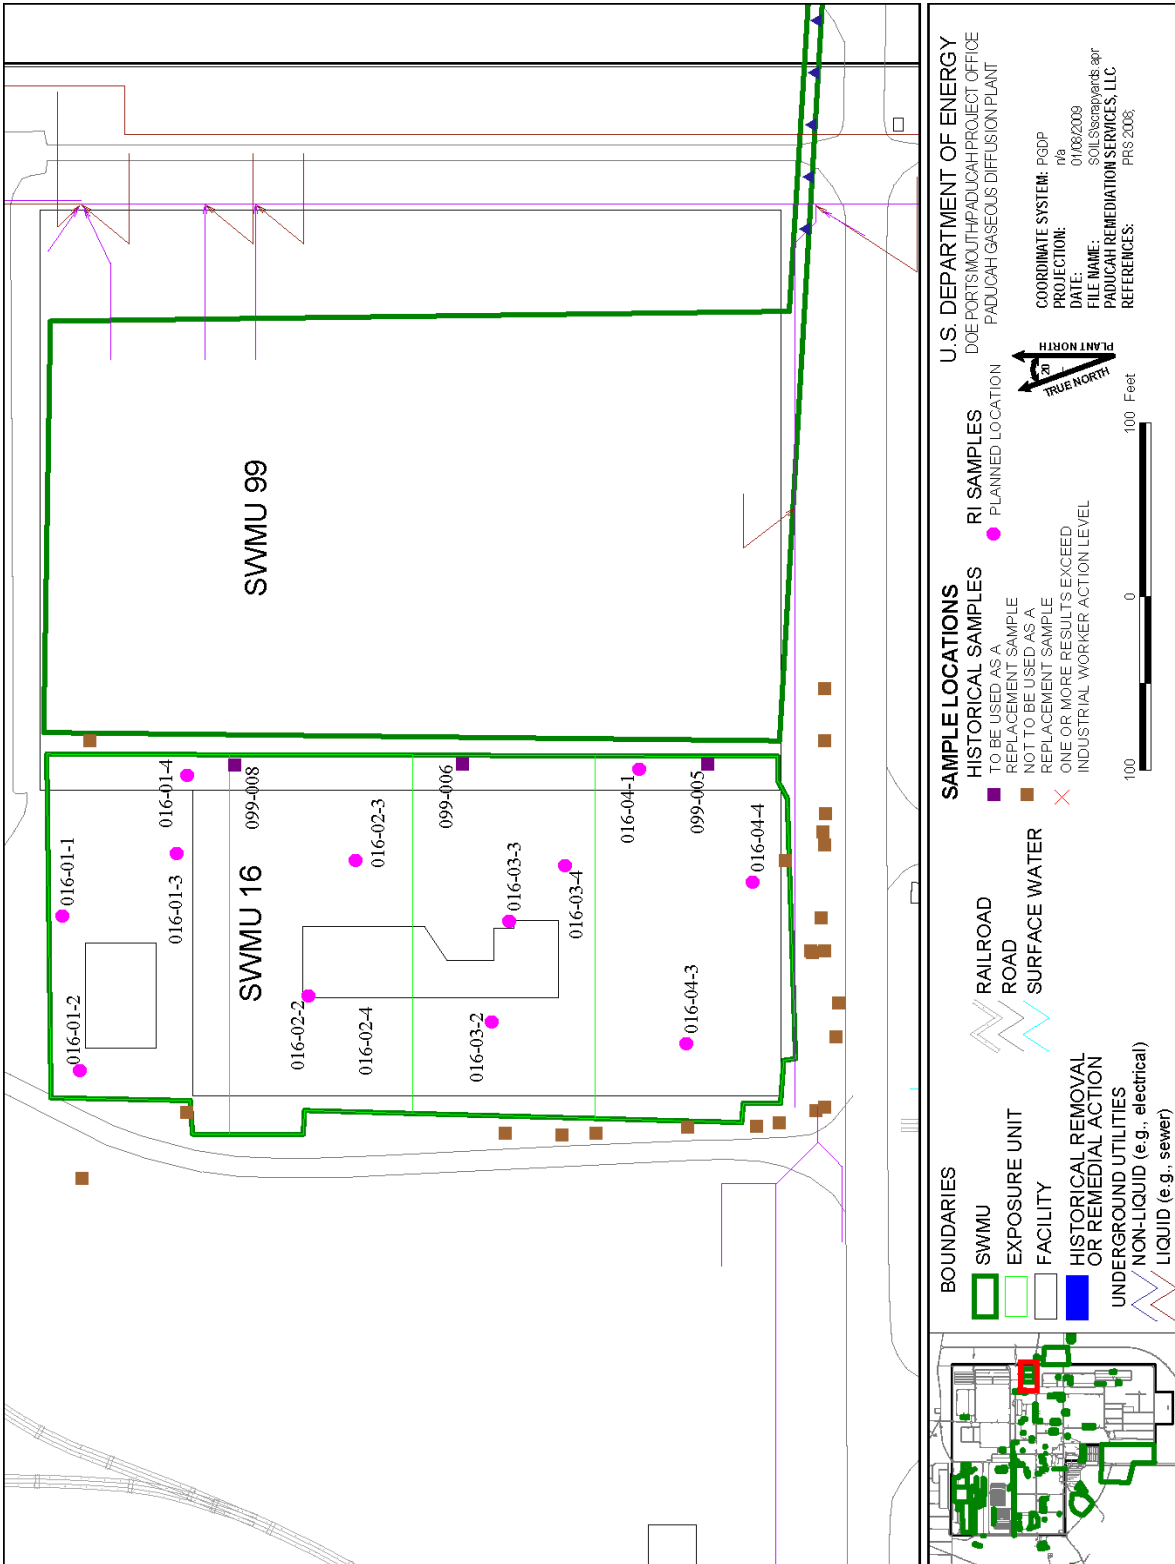 SWMU 99
SWMU 16
016-01-1
016-01-2
016-01-3
016-01-4
099-008
016-02-2
016-02-3
016-02-4
099-006
016-03-2
016-03-3
016-03-4
016-04-1
099-005
016-04-3
016-04-4
BOUNDARIES
SWMU
EXPOSURE UNIT
FACILITY
HISTORICAL REMOVAL
OR REMEDIAL ACTION
UNDERGROUND UTILITIES
NON-LIQUID (e.g., electrical)
LIQUID (e.g., sewer)
RAILROAD
ROAD
SURFACE WATER
SAMPLE LOCATIONS
HISTORICAL SAMPLES
TO BE USED AS A
REPLACEMENT SAMPLE
NOT TO BE USED AS A
REPLACEMENT SAMPLE
ONE OR MORE RESULTS EXCEED
INDUSTRIAL WORKER ACTION LEVEL
RI SAMPLES
PLANNED LOCATION
100 0 100 Feet
TRUE NORTH
20
PLANT NORTH
U.S. DEPARTMENT OF ENERGY
DOE PORTSMOUTH/PADUCAH PROJECT OFFICE
PADUCAH GASEOUS DIFFUSION PLANT
COORDINATE SYSTEM: PGDP
PROJECTION: n/a
DATE: 01/08/2009
FILE NAME: SOILS\scrapyards.apr
PADUCAH REMEDIATION SERVICES, LLC
REFERENCES: PRS 2008;